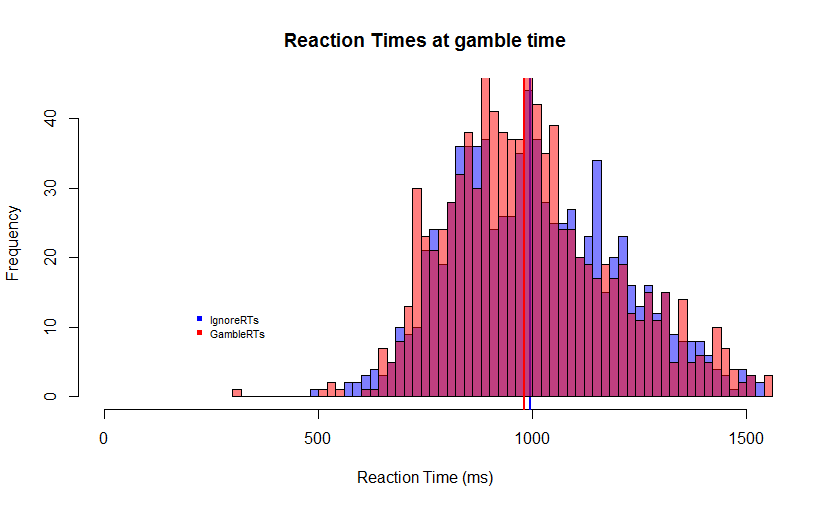 Reaction Times at gamble time
Frequency
40
30
20
10
0
IgnoreRTs
GambleRTs
0 500 1000 1500
Reaction Time (ms)